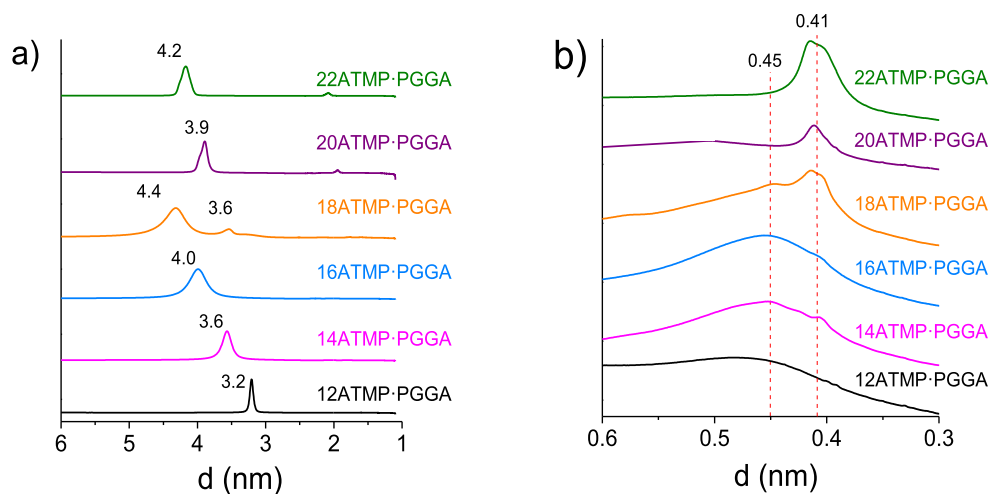 a)
4.2
22ATMP·PGGA
3.9
20ATMP·PGGA
4.4
3.6
18ATMP·PGGA
4.0
16ATMP·PGGA
3.6
14ATMP·PGGA
3.2
12ATMP·PGGA
6 5 4 3 2 1
d (nm)
b)
0.41
0.45
22ATMP·PGGA
20ATMP·PGGA
18ATMP·PGGA
16ATMP·PGGA
14ATMP·PGGA
12ATMP·PGGA
0.6 0.5 0.4 0.3
d (nm)